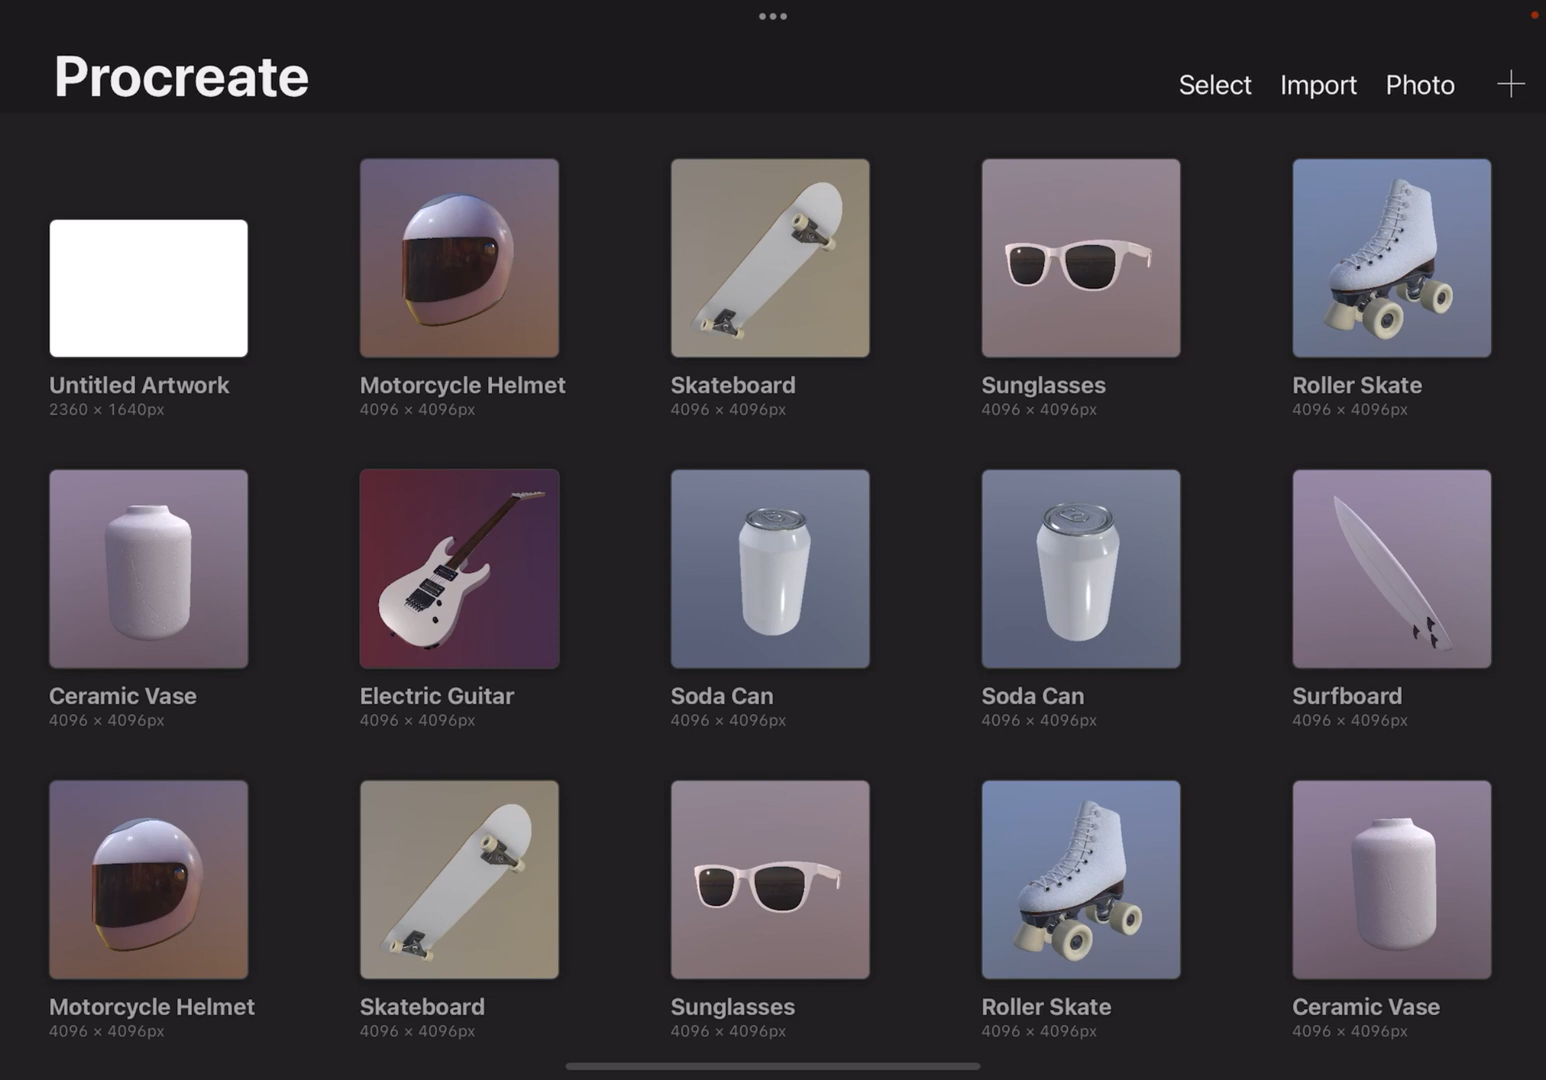 Procreate
Select Import Photo
Untitled Artwork
2360 × 1640px
Motorcycle Helmet
4096 × 4096px
Skateboard
4096 × 4096px
Sunglasses
4096 × 4096px
Roller Skate
4096 × 4096px
Ceramic Vase
4096 × 4096px
Electric Guitar
4096 × 4096px
Soda Can
4096 × 4096px
Soda Can
4096 × 4096px
Surfboard
4096 × 4096px
Motorcycle Helmet
4096 × 4096px
Skateboard
4096 × 4096px
Sunglasses
4096 × 4096px
Roller Skate
4096 × 4096px
Ceramic Vase
4096 × 4096px